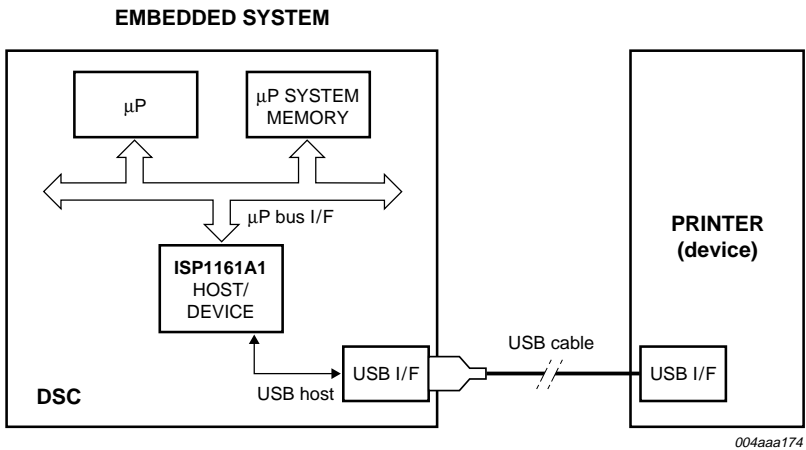 EMBEDDED SYSTEM
μP
μP SYSTEM
MEMORY
μP bus I/F
ISP1161A1
HOST/
DEVICE
USB host
USB I/F
DSC
USB cable
PRINTER
(device)
USB I/F
004aaa174